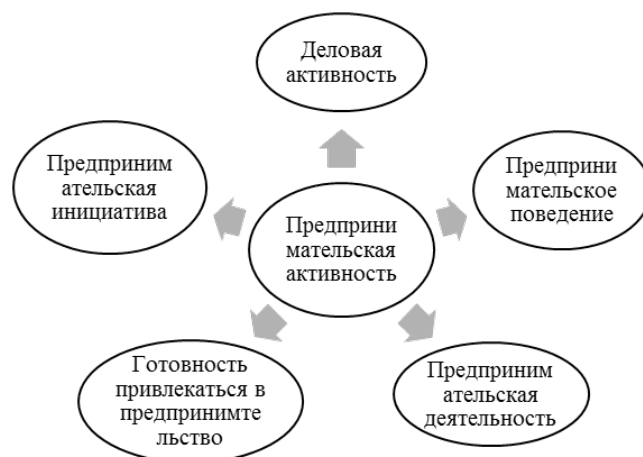 Деловая
активность
Предприним
ательская
инициатива
Предприни
мательское
поведение
Предприни
мательская
активность
Готовность
привлекаться в
предпринимте
льство
Предприним
ательская
деятельность